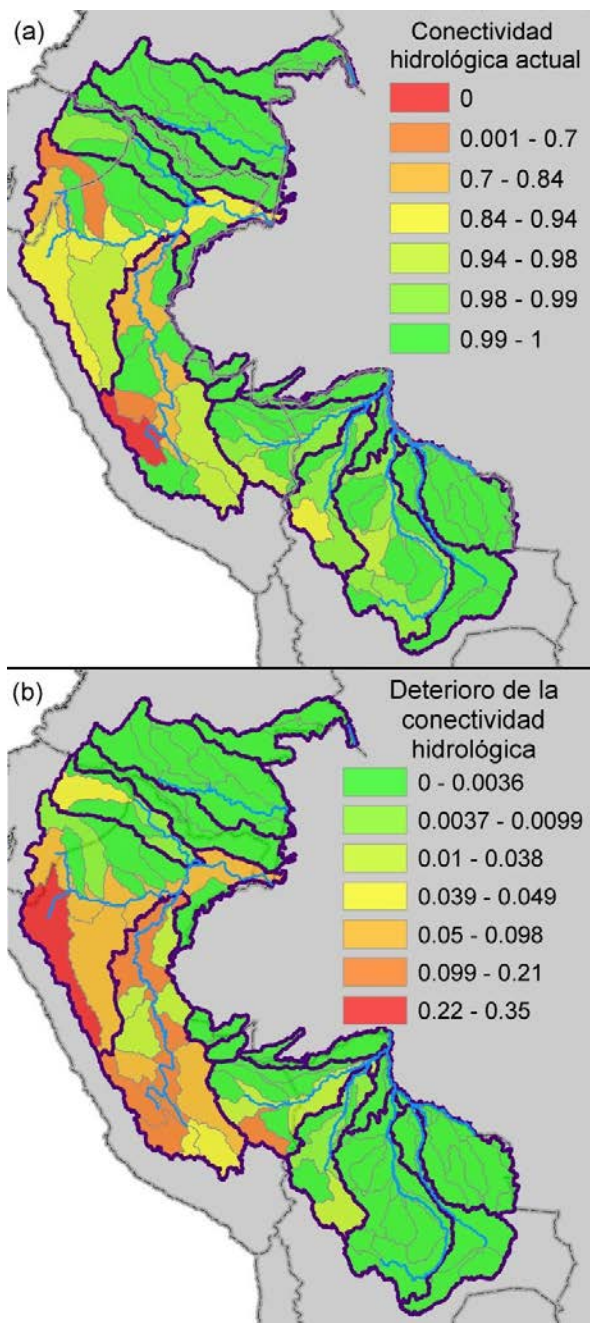 (a)
Conectividad
hidrológica actual
0
0.001 - 0.7
0.7 - 0.84
0.84 - 0.94
0.94 - 0.98
0.98 - 0.99
0.99 - 1
(b)
Deterioro de la
conectividad
hidrológica
0 - 0.0036
0.0037 - 0.0099
0.01 - 0.038
0.039 - 0.049
0.05 - 0.098
0.099 - 0.21
0.22 - 0.35